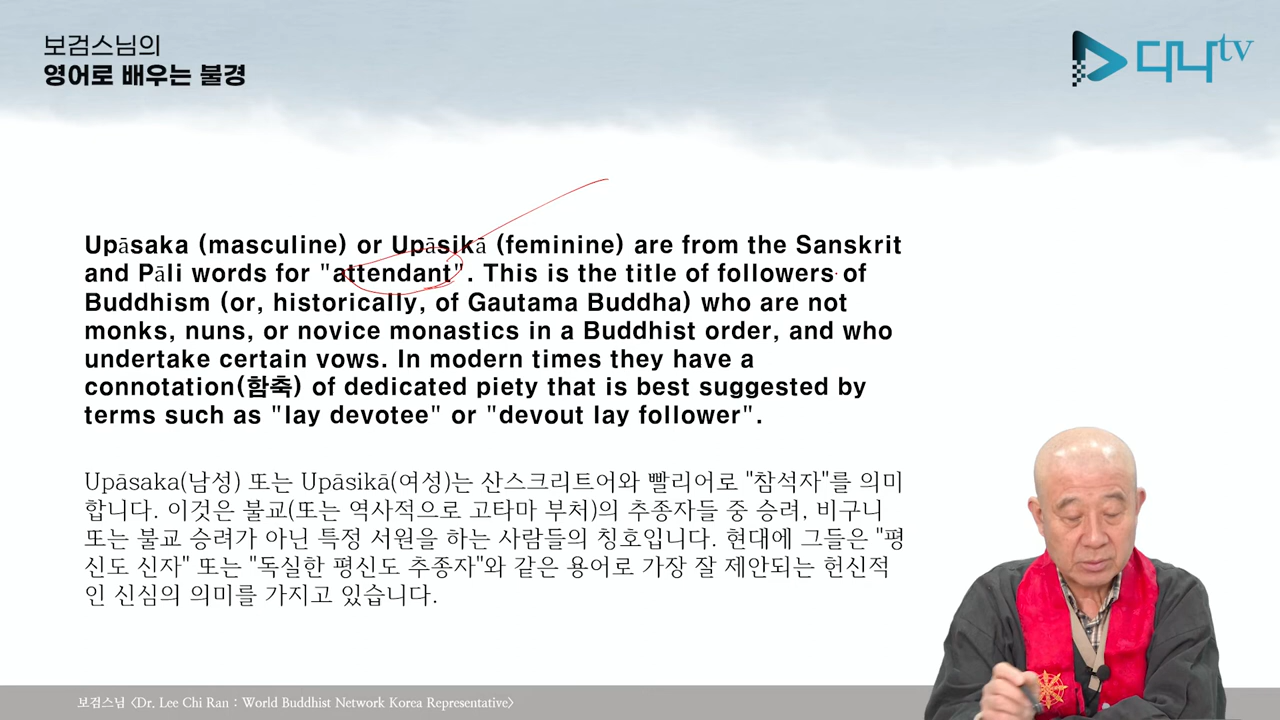 보검스님의
영어로 배우는 불경
디나tv
Upāsaka (masculine) or Upāsikā (feminine) are from the Sanskrit
and Pāli words for "attendant". This is the title of followers of
Buddhism (or, historically, of Gautama Buddha) who are not
monks, nuns, or novice monastics in a Buddhist order, and who
undertake certain vows. In modern times they have a
connotation(함축) of dedicated piety that is best suggested by
terms such as "lay devotee" or "devout lay follower".
Upāsaka(남성) 또는 Upāsikā(여성)는 산스크리트어와 빨리어로 "참석자"를 의미
합니다. 이것은 불교(또는 역사적으로 고타마 부처)의 추종자들 중 승려, 비구니
또는 불교 승려가 아닌 특정 서원을 하는 사람들의 칭호입니다. 현대에 그들은 "평
신도 신자" 또는 "독실한 평신도 추종자"와 같은 용어로 가장 잘 제안되는 헌신적
인 신심의 의미를 가지고 있습니다.
보검스님 <Dr. Lee Chi Ran : World Buddhist Network Korea Representative>